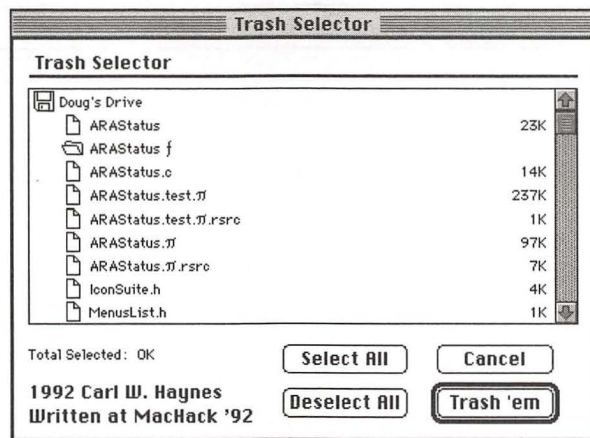 Trash Selector
Trash Selector
Doug's Drive
ARAStatus 23K
ARAStatus ƒ
ARAStatus.c 14K
ARAStatus.test.π 237K
ARAStatus.test.π.rsrc 1K
ARAStatus.π 97K
ARAStatus.π.rsrc 7K
IconSuite.h 4K
MenusList.h 1K
Total Selected: 0K
Select All
Cancel
1992 Carl W. Haynes
Written at MacHack '92
Deselect All
Trash 'em